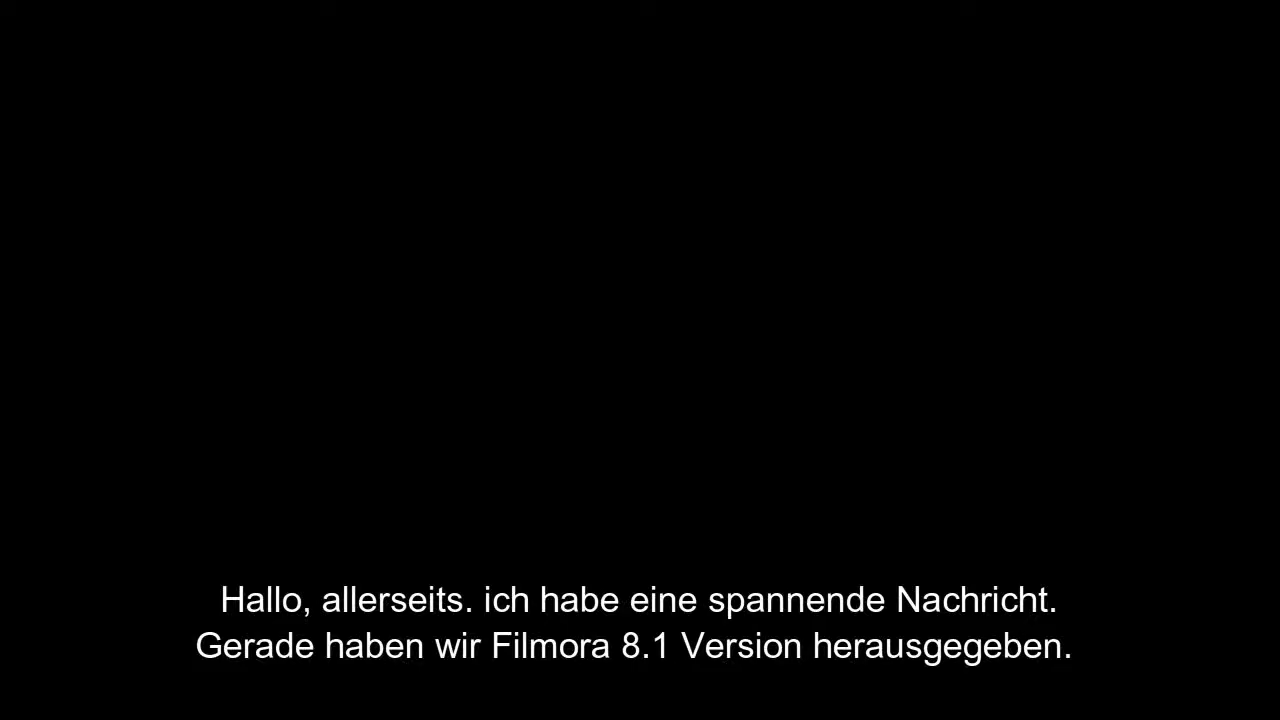 Hallo, allerseits. ich habe eine spannende Nachricht.
Gerade haben wir Filmora 8.1 Version herausgegeben.